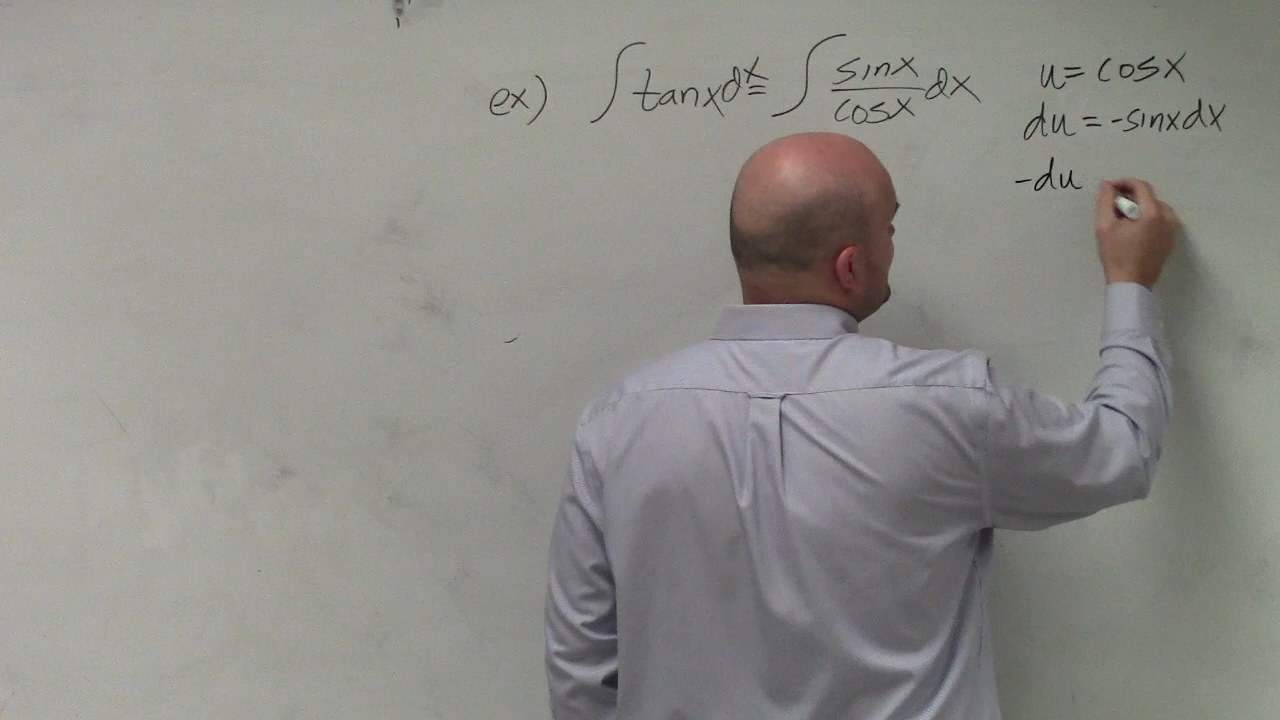 ex) ∫ tanxdx = ∫ sinx/cosx dx
u = cosx
du = -sinxdx
-du